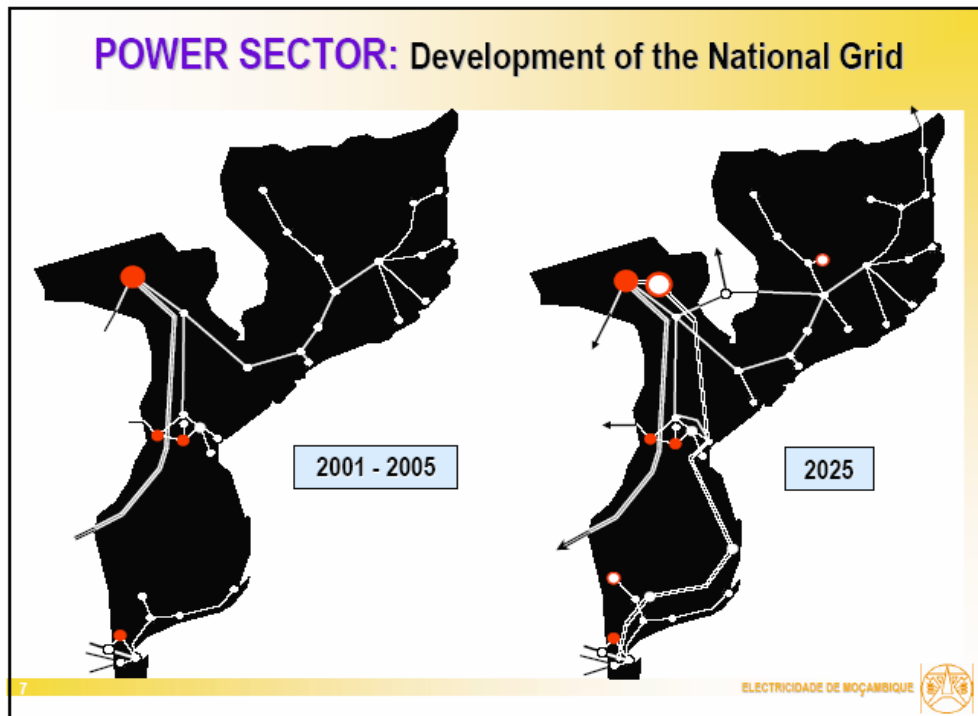 POWER SECTOR: Development of the National Grid
2001 - 2005
2025
7
ELECTRICIDADE DE MOÇAMBIQUE